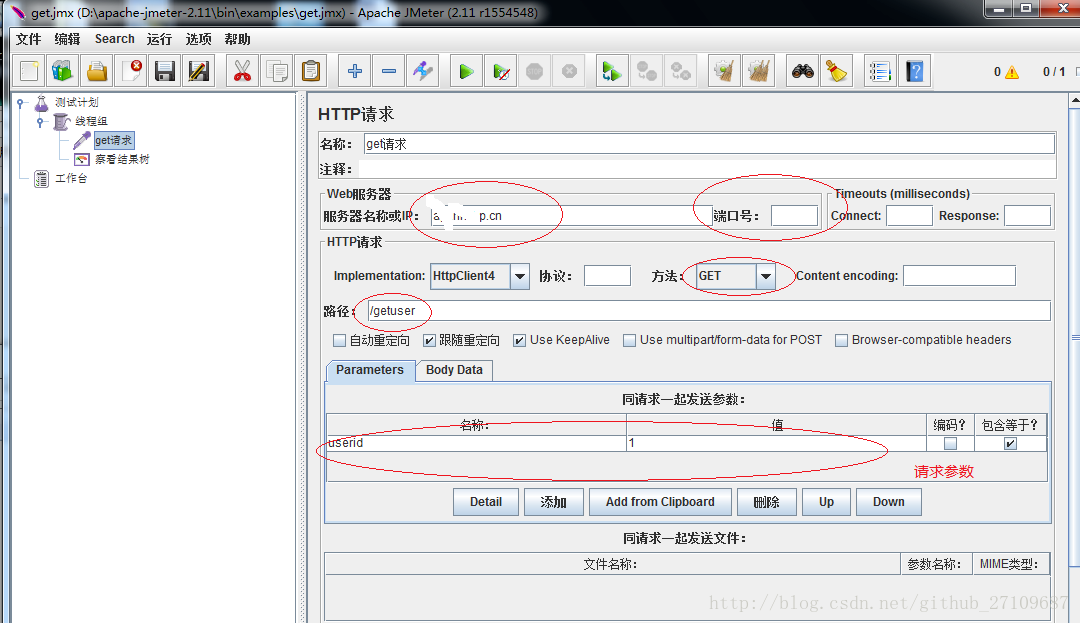 get.jmx (D:\apache-jmeter-2.11\bin\examples\get.jmx) - Apache JMeter (2.11 r1554548)
文件 编辑 Search 运行 选项 帮助
0 0 / 1
测试计划
线程组
get请求
察看结果树
工作台
HTTP请求
名称: get请求
注释:
Web服务器
Timeouts (milliseconds)
服务器名称或IP: p.cn 端口号: Connect: Response:
HTTP请求
Implementation: HttpClient4 协议: 方法: GET Content encoding:
路径: /getuser
自动重定向 跟随重定向 Use KeepAlive Use multipart/form-data for POST Browser-compatible headers
Parameters Body Data
同请求一起发送参数:
名称: 值 编码? 包含等于?
userid 1
请求参数
Detail 添加 Add from Clipboard 删除 Up Down
同请求一起发送文件:
文件名称: 参数名称: MIME类型:
http://blog.csdn.net/github_27109687